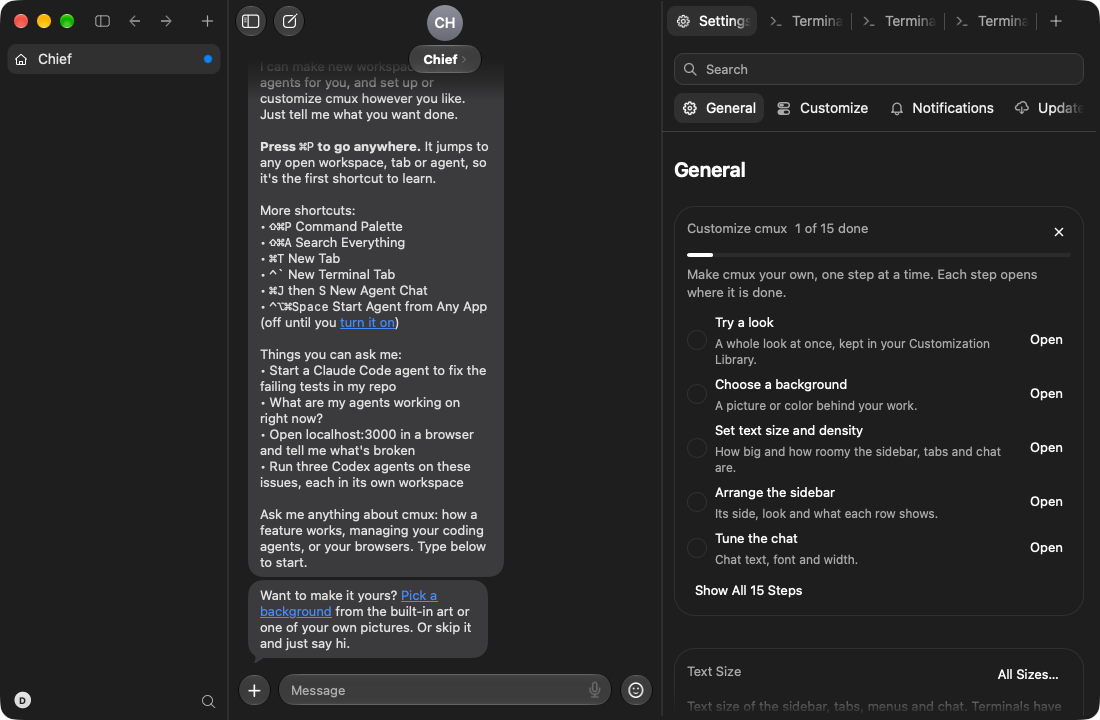 Chief
D
CH
Chief
I can make new workspac
agents for you, and set up or
customize cmux however you like.
Just tell me what you want done.
Press ⌘P to go anywhere. It jumps to
any open workspace, tab or agent, so
it's the first shortcut to learn.
More shortcuts:
• ⇧⌘P Command Palette
• ⇧⌘A Search Everything
• ⌘T New Tab
• ^` New Terminal Tab
• ⌘J then S New Agent Chat
• ^⌥⌘Space Start Agent from Any App
(off until you turn it on)
Things you can ask me:
• Start a Claude Code agent to fix the
failing tests in my repo
• What are my agents working on
right now?
• Open localhost:3000 in a browser
and tell me what's broken
• Run three Codex agents on these
issues, each in its own workspace
Ask me anything about cmux: how a
feature works, managing your coding
agents, or your browsers. Type below
to start.
Want to make it yours? Pick a
background from the built-in art or
one of your own pictures. Or skip it
and just say hi.
Message
Settings
Termina
Termina
Termina
Search
General
Customize
Notifications
Update
General
Customize cmux 1 of 15 done
Make cmux your own, one step at a time. Each step opens
where it is done.
Try a look
A whole look at once, kept in your Customization
Library.
Open
Choose a background
A picture or color behind your work.
Open
Set text size and density
How big and how roomy the sidebar, tabs and chat
are.
Open
Arrange the sidebar
Its side, look and what each row shows.
Open
Tune the chat
Chat text, font and width.
Open
Show All 15 Steps
Text Size
All Sizes...
Text size of the sidebar, tabs, menus and chat. Terminals have